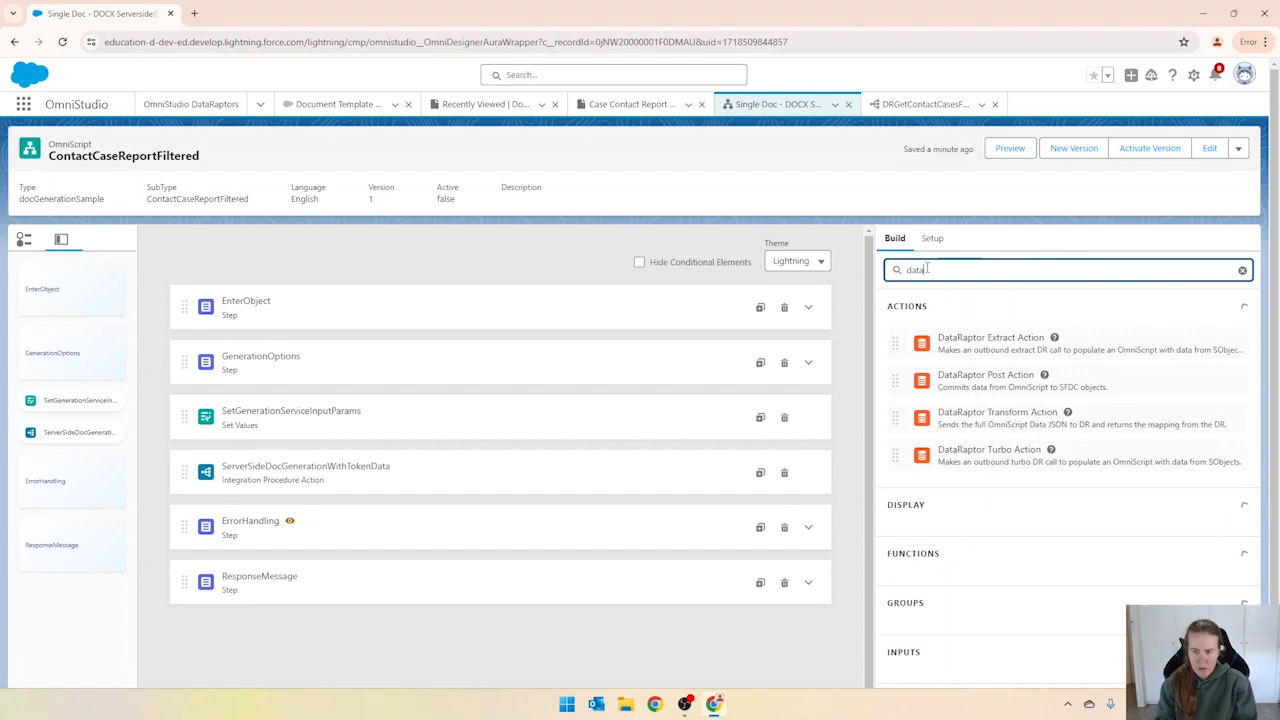 Single Doc - DOCX Serverside(
education-d-dev-ed.develop.lightning.force.com/lightning/cmp/omnistudio__OmniDesignerAuraWrapper?c__recordId=0jNW20000001F0DMAU&uid=1718509844857
Error
Search...
8
OmniStudio
OmniStudio DataRaptors
Document Template ...
Recently Viewed | Do...
Case Contact Report ...
Single Doc - DOCX S...
DRGetContactCasesF...
OmniScript
ContactCaseReportFiltered
Saved a minute ago
Preview
New Version
Activate Version
Edit
Type
SubType
Language
Version
Active
Description
docGenerationSample
ContactCaseReportFiltered
English
1
false
EnterObject
GenerationOptions
SetGenerationServiceIn...
ServerSideDocGenerati...
ErrorHandling
ResponseMessage
Hide Conditional Elements
Theme
Lightning
EnterObject
Step
GenerationOptions
Step
SetGenerationServiceInputParams
Set Values
ServerSideDocGenerationWithTokenData
Integration Procedure Action
ErrorHandling
Step
ResponseMessage
Step
Build
Setup
data
ACTIONS
DataRaptor Extract Action
Makes an outbound extract DR call to populate an OmniScript with data from SObjec...
DataRaptor Post Action
Commits data from OmniScript to SFDC objects.
DataRaptor Transform Action
Sends the full OmniScript Data JSON to DR and returns the mapping from the DR.
DataRaptor Turbo Action
Makes an outbound turbo DR call to populate an OmniScript with data from SObjects.
DISPLAY
FUNCTIONS
GROUPS
INPUTS